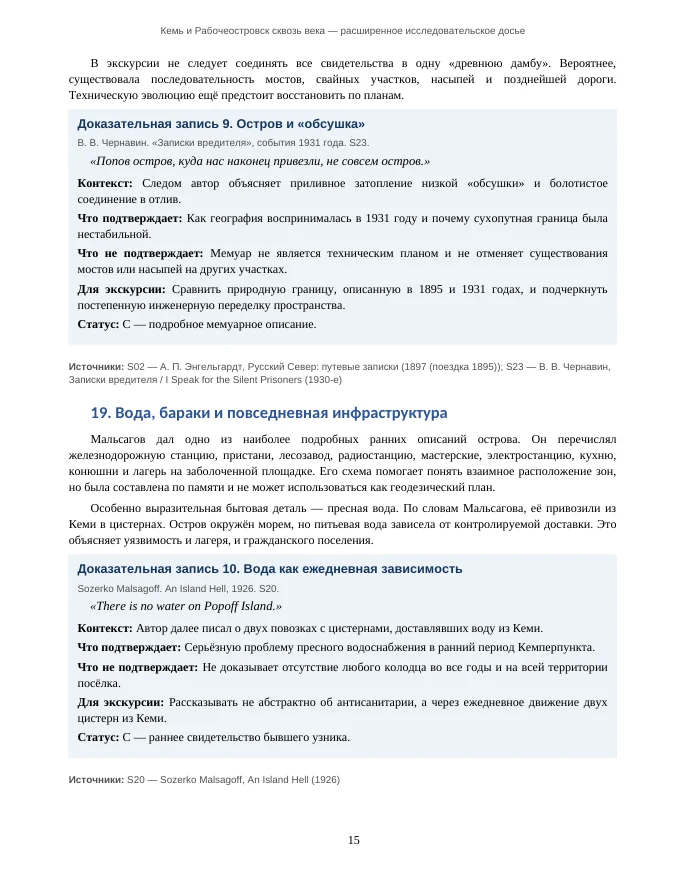 Кемь и Рабочеостровск сквозь века — расширенное исследовательское досье
В экскурсии не следует соединять все свидетельства в одну «древнюю дамбу». Вероятнее,
существовала последовательность мостов, свайных участков, насыпей и позднейшей дороги.
Техническую эволюцию ещё предстоит восстановить по планам.
Доказательная запись 9. Остров и «обсушка»
В. В. Чернавин. «Записки вредителя», события 1931 года. S23.
«Попов остров, куда нас наконец привезли, не совсем остров.»
Контекст: Следом автор объясняет приливное затопление низкой «обсушки» и болотистое
соединение в отлив.
Что подтверждает: Как география воспринималась в 1931 году и почему сухопутная граница была
нестабильной.
Что не подтверждает: Мемуар не является техническим планом и не отменяет существования
мостов или насыпей на других участках.
Для экскурсии: Сравнить природную границу, описанную в 1895 и 1931 годах, и подчеркнуть
постепенную инженерную переделку пространства.
Статус: C — подробное мемуарное описание.
Источники: S02 — А. П. Энгельгардт, Русский Север: путевые записки (1897 (поездка 1895)); S23 — В. В. Чернавин,
Записки вредителя / I Speak for the Silent Prisoners (1930-е)
19. Вода, бараки и повседневная инфраструктура
Мальсагов дал одно из наиболее подробных ранних описаний острова. Он перечислял
железнодорожную станцию, пристани, лесозавод, радиостанцию, мастерские, электростанцию, кухню,
конюшни и лагерь на заболоченной площадке. Его схема помогает понять взаимное расположение зон,
но была составлена по памяти и не может использоваться как геодезический план.
Особенно выразительная бытовая деталь — пресная вода. По словам Мальсагова, её привозили из
Кеми в цистернах. Остров окружён морем, но питьевая вода зависела от контролируемой доставки. Это
объясняет уязвимость и лагеря, и гражданского поселения.
Доказательная запись 10. Вода как ежедневная зависимость
Sozerko Malsagoff. An Island Hell, 1926. S20.
«There is no water on Popoff Island.»
Контекст: Автор далее писал о двух повозках с цистернами, доставлявших воду из Кеми.
Что подтверждает: Серьёзную проблему пресного водоснабжения в ранний период Кемперпункта.
Что не подтверждает: Не доказывает отсутствие любого колодца во все годы и на всей территории
посёлка.
Для экскурсии: Рассказывать не абстрактно об антисанитарии, а через ежедневное движение двух
цистерн из Кеми.
Статус: C — раннее свидетельство бывшего узника.
Источники: S20 — Sozerko Malsagoff, An Island Hell (1926)
15